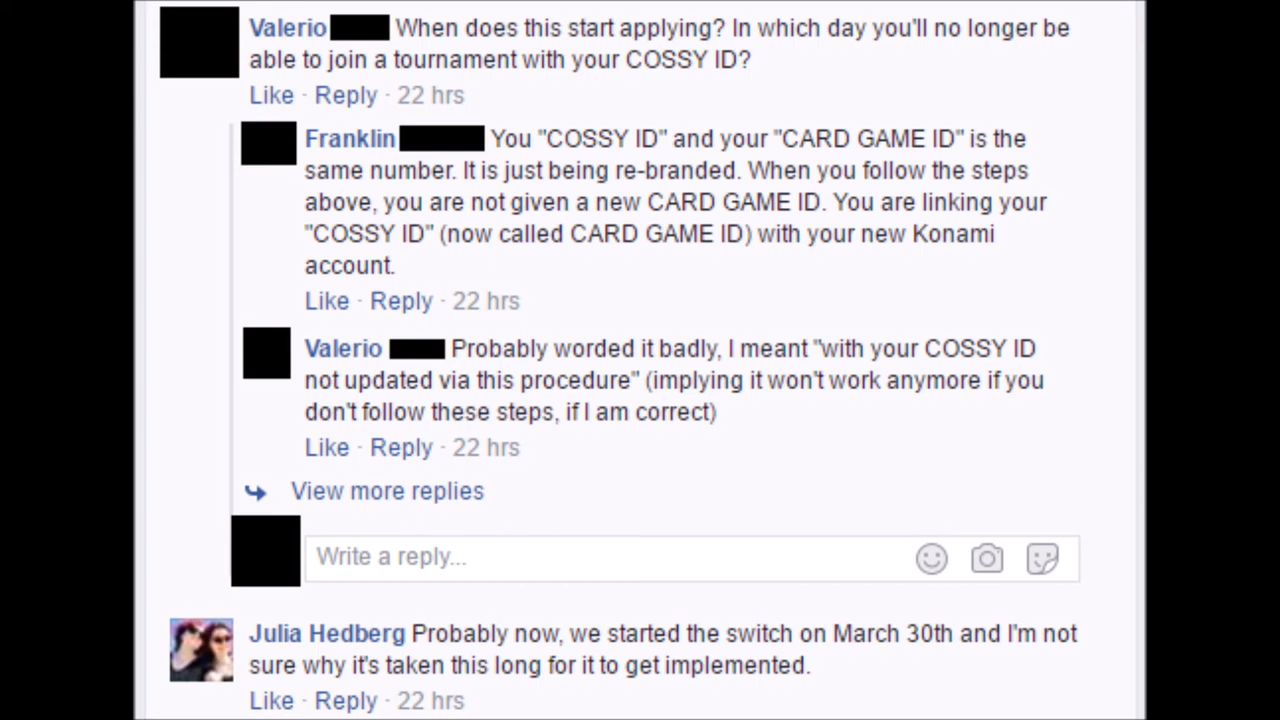 Valerio When does this start applying? In which day you'll no longer be
able to join a tournament with your COSSY ID?
Like · Reply · 22 hrs
Franklin You "COSSY ID" and your "CARD GAME ID" is the
same number. It is just being re-branded. When you follow the steps
above, you are not given a new CARD GAME ID. You are linking your
"COSSY ID" (now called CARD GAME ID) with your new Konami
account.
Like · Reply · 22 hrs
Valerio Probably worded it badly, I meant "with your COSSY ID
not updated via this procedure" (implying it won't work anymore if you
don't follow these steps, if I am correct)
Like · Reply · 22 hrs
View more replies
Write a reply...
Julia Hedberg Probably now, we started the switch on March 30th and I'm not
sure why it's taken this long for it to get implemented.
Like · Reply · 22 hrs